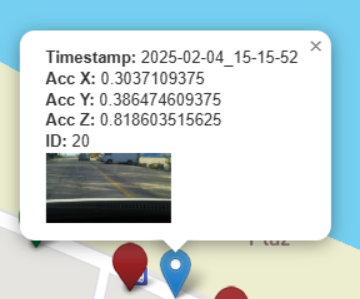 Timestamp: 2025-02-04_15-15-52
Acc X: 0.3037109375
Acc Y: 0.386474609375
Acc Z: 0.818603515625
ID: 20